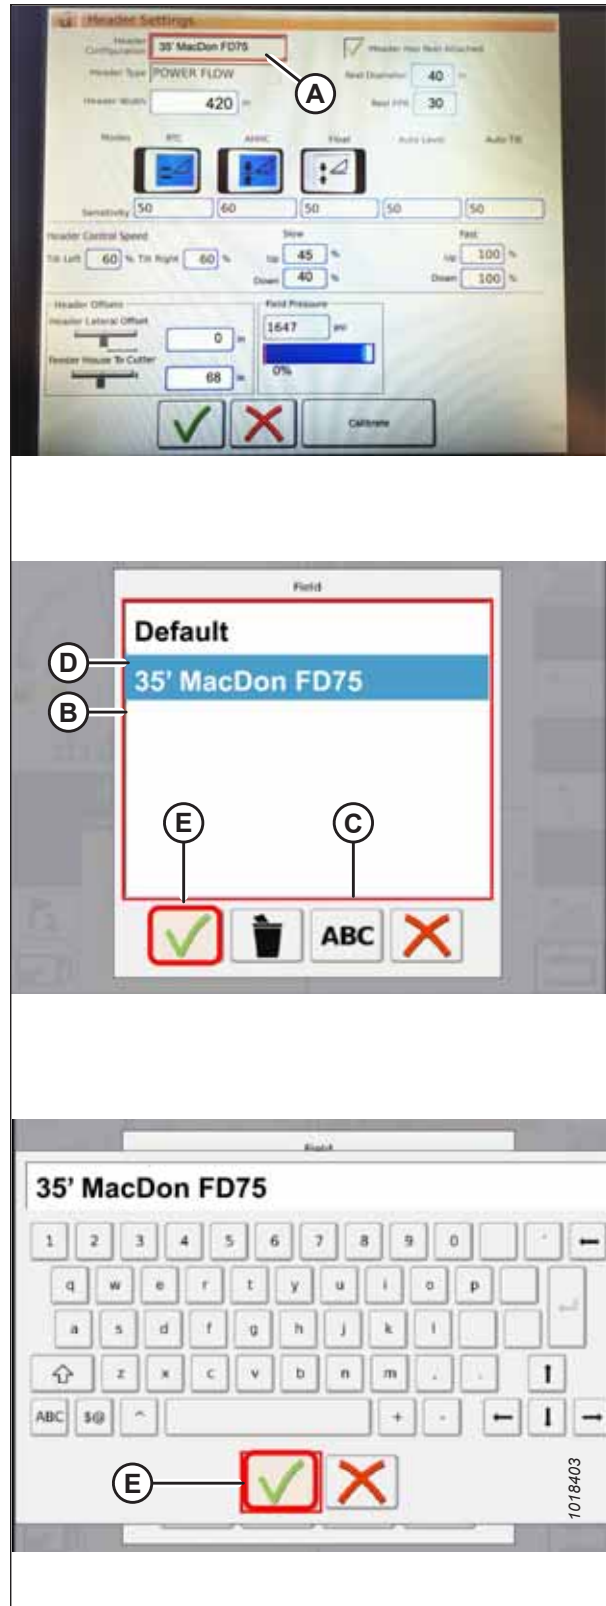 Header Settings
Header
Configuration 35' MacDon FD75
Header Has Reel Attached
A
Header Type POWER FLOW
Reel Diameter 40 in
Header Width 420 in
Reel PPR 30
Modes RTC AHHC Float Auto Level Auto Tilt
Sensitivity 50 60 50 50 50
Header Control Speed Slow Fast
Tilt Left 60 % Tilt Right 60 % Up 45 % Up 100 %
Down 40 % Down 100 %
Header Offsets
Header Lateral Offset
0 in
Feeder House To Cutter
68 in
Field Pressure
1647 psi
0%
Calibrate
Field
Default
D
35' MacDon FD75
B
E
C
ABC
Field
35' MacDon FD75
1 2 3 4 5 6 7 8 9 0 '
q w e r t y u i o p
a s d f g h j k l
z x c v b n m , .
ABC $@ ^ + -
E
1018403